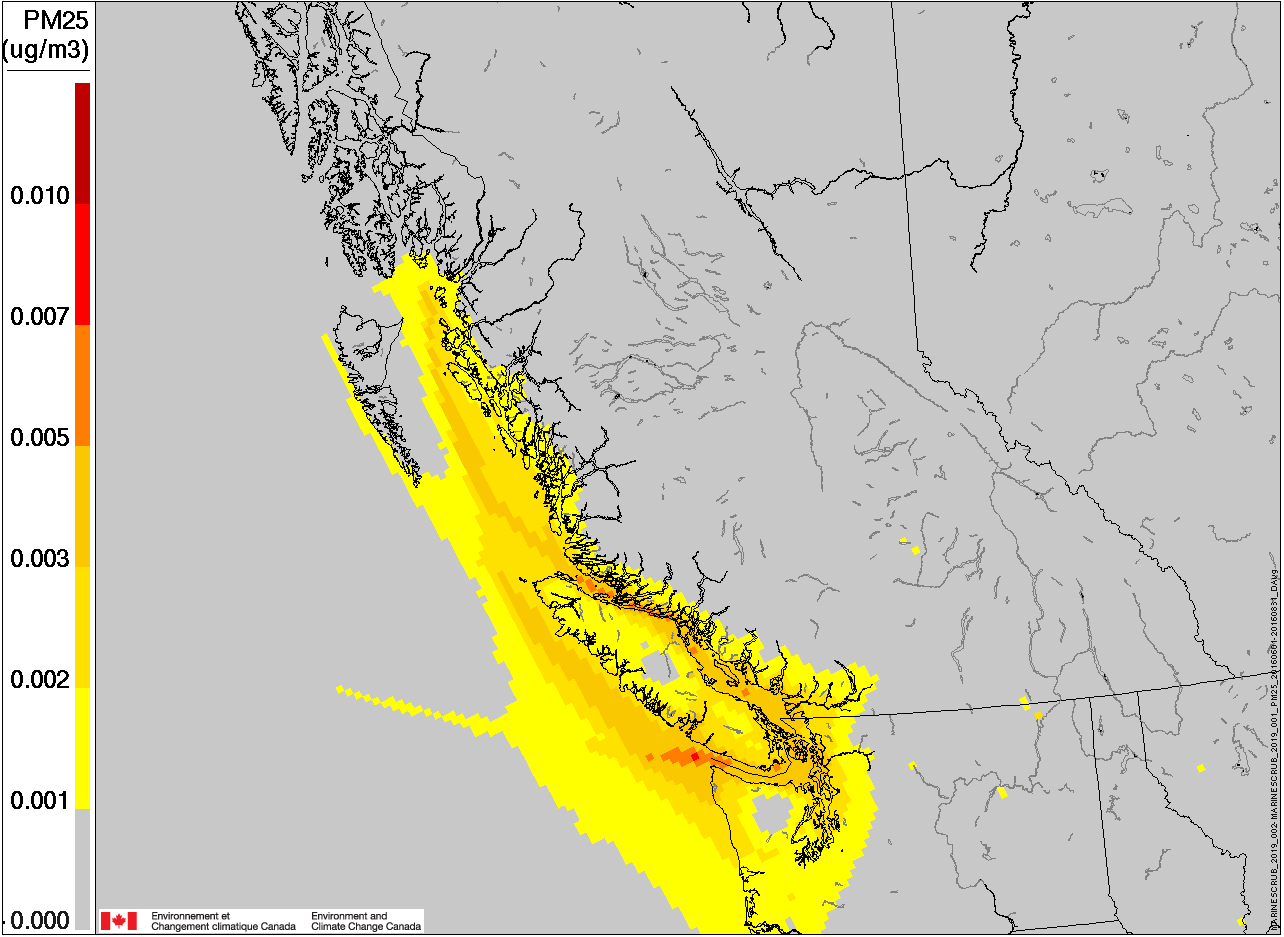 PM25
(ug/m3)
0.010
0.007
0.005
0.003
0.002
0.001
0.000
Environnement et
Changement climatique Canada
Environment and
Climate Change Canada
MARINESCRUB_2019_002-MARINESCRUB_2019_001_PM25_20160601-20160831_DAVG